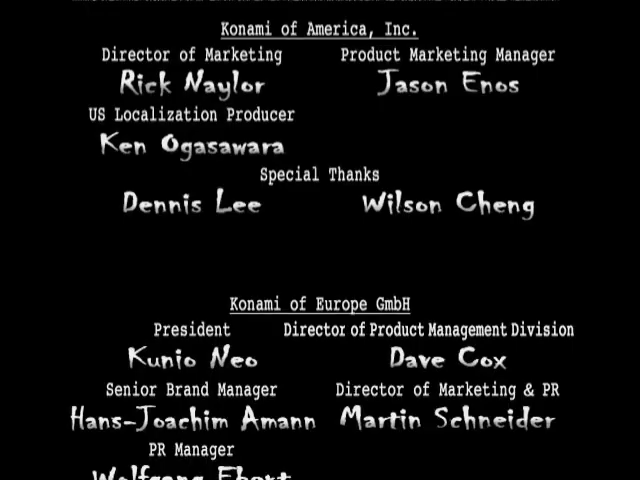 Konami of America, Inc.
Director of Marketing Product Marketing Manager
Rick Naylor Jason Enos
US Localization Producer
Ken Ogasawara
Special Thanks
Dennis Lee Wilson Cheng
Konami of Europe GmbH
President Director of Product Management Division
Kunio Neo Dave Cox
Senior Brand Manager Director of Marketing & PR
Hans-Joachim Amann Martin Schneider
PR Manager
Wolfgang Ebert